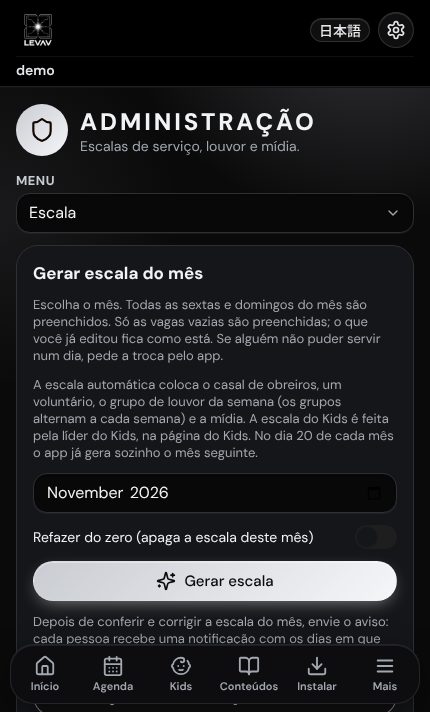 LEVAV
日本語
demo
ADMINISTRAÇÃO
Escalas de serviço, louvor e mídia.
MENU
Escala
Gerar escala do mês
Escolha o mês. Todas as sextas e domingos do mês são
preenchidos. Só as vagas vazias são preenchidas; o que
você já editou fica como está. Se alguém não puder servir
num dia, pede a troca pelo app.
A escala automática coloca o casal de obreiros, um
voluntário, o grupo de louvor da semana (os grupos
alternam a cada semana) e a mídia. A escala do Kids é feita
pela líder do Kids, na página do Kids. No dia 20 de cada mês
o app já gera sozinho o mês seguinte.
November 2026
Refazer do zero (apaga a escala deste mês)
Gerar escala
Depois de conferir e corrigir a escala do mês, envie o aviso:
cada pessoa recebe uma notificação com os dias em que
Início
Agenda
Kids
Conteúdos
Instalar
Mais